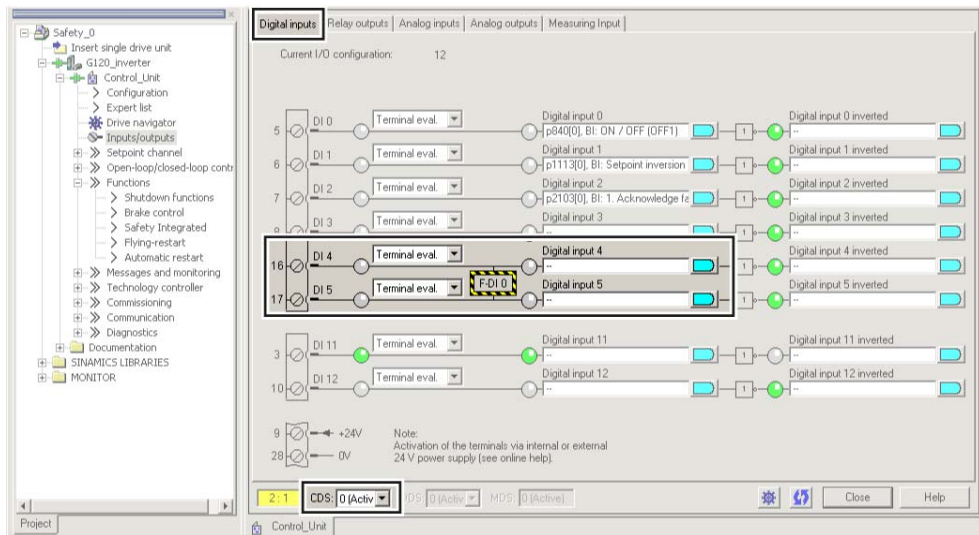 Safety_0
Insert single drive unit
G120_inverter
Control_Unit
Configuration
Expert list
Drive navigator
Inputs/outputs
Setpoint channel
Open-loop/closed-loop contr
Functions
Shutdown functions
Brake control
Safety Integrated
Flying-restart
Automatic restart
Messages and monitoring
Technology controller
Commissioning
Communication
Diagnostics
Documentation
SINAMICS LIBRARIES
MONITOR
Project
Digital inputs Relay outputs Analog inputs Analog outputs Measuring Input
Current I/O configuration: 12
Digital input 0 Digital input 0 inverted
5 DI 0 Terminal eval. p840[0], BI: ON / OFF (OFF1) 1 --
Digital input 1 Digital input 1 inverted
6 DI 1 Terminal eval. p1113[0], BI: Setpoint inversion 1 --
Digital input 2 Digital input 2 inverted
7 DI 2 Terminal eval. p2103[0], BI: 1. Acknowledge fa 1 --
Digital input 3 Digital input 3 inverted
8 DI 3 Terminal eval. 1 --
Digital input 4 Digital input 4 inverted
16 DI 4 Terminal eval. -- 1 --
F-DI 0
Digital input 5 Digital input 5 inverted
17 DI 5 Terminal eval. -- 1 --
Digital input 11 Digital input 11 inverted
3 DI 11 Terminal eval. -- 1 --
Digital input 12 Digital input 12 inverted
10 DI 12 Terminal eval. -- 1 --
9 +24V Note:
Activation of the terminals via internal or external
28 0V 24 V power supply (see online help).
2:1 CDS: 0 (Activ DDS: 0 (Activ MDS: 0 (Active) Close Help
Control_Unit